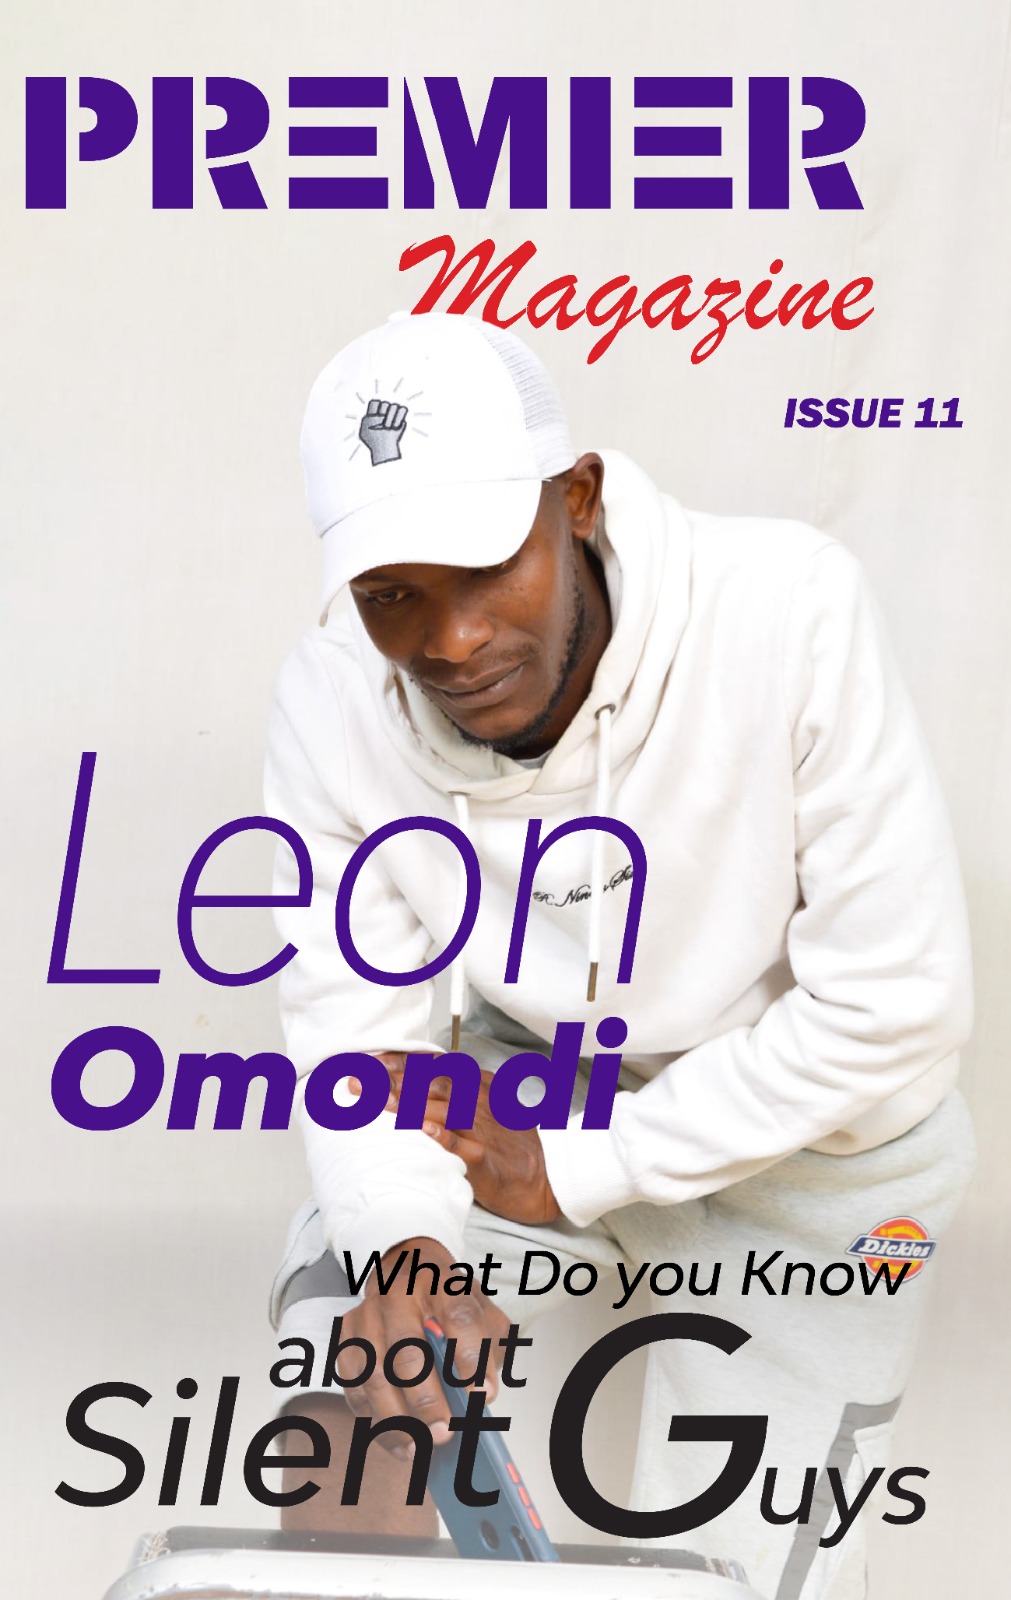 PREMIER
Magazine
ISSUE 11
Leon
Omondi
Dickies
What Do you Know
about
Silent Guys